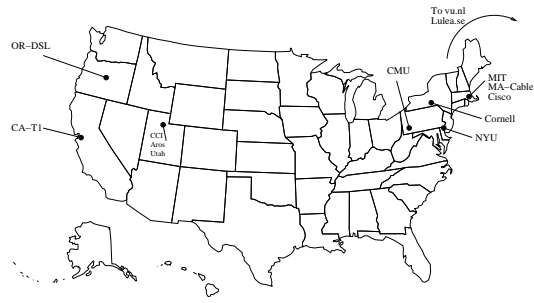 To vu.nl
Lulea.se
OR–DSL
CMU
MIT
MA–Cable
Cisco
Cornell
CA–T1
NYU
CCI
Aros
Utah